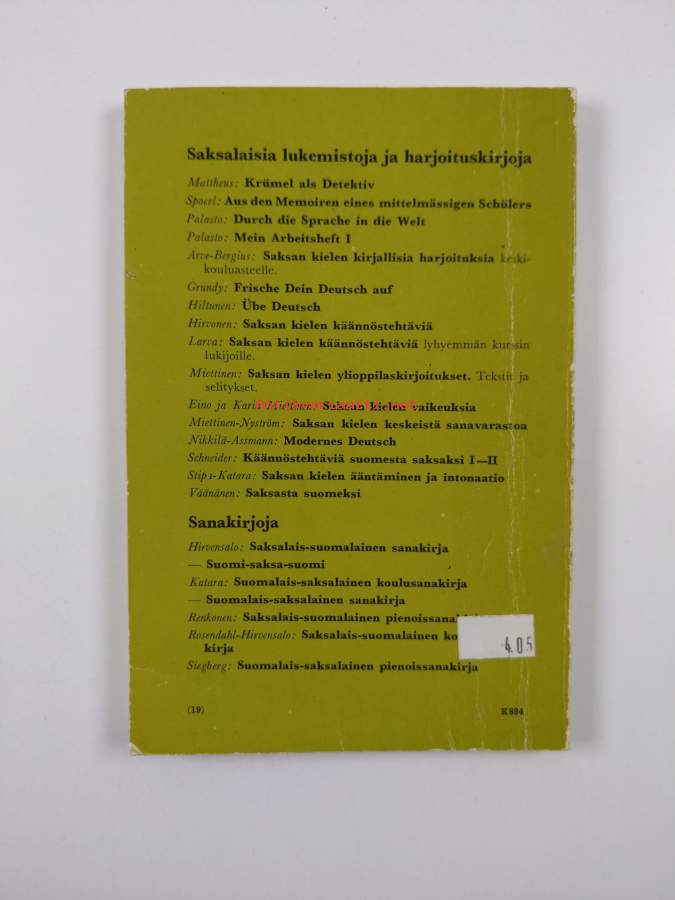 Saksalaisia lukemistoja ja harjoituskirjoja
Mattheus: Krümel als Detektiv
Spoerl: Aus den Memoiren eines mittelmässigen Schülers
Palasto: Durch die Sprache in die Welt
Palasto: Mein Arbeitsheft I
Arve-Bergius: Saksan kielen kirjallisia harjoituksia keski-
kouluasteelle.
Grundy: Frische Dein Deutsch auf
Hiltunen: Übe Deutsch
Hirvonen: Saksan kielen käännöstehtäviä
Larva: Saksan kielen käännöstehtäviä lyhyemmän kurssin
lukijoille.
Miettinen: Saksan kielen ylioppilaskirjoitukset. Tekstit ja
selitykset.
Eino ja Kari Miettinen: Saksan kielen vaikeuksia
Miettinen-Nyström: Saksan kielen keskeistä sanavarastoa
Nikkilä-Assmann: Modernes Deutsch
Schneider: Käännöstehtäviä suomesta saksaksi I—II
Katara: Saksan kielen ääntäminen ja intonaatio
Väänänen: Saksasta suomeksi
Sanakirjoja
Hirvensalo: Saksalais-suomalainen sanakirja
— Suomi-saksa-suomi
Katara: Suomalais-saksalainen koulusanakirja
— Suomalais-saksalainen sanakirja
Renkonen: Saksalais-suomalainen
Rosendahl-Hirvensalo: Saksalais-suomalainen
kirja
4.05
Siegberg: Suomalais-saksalainen pienoissanakirja
(19)
K894